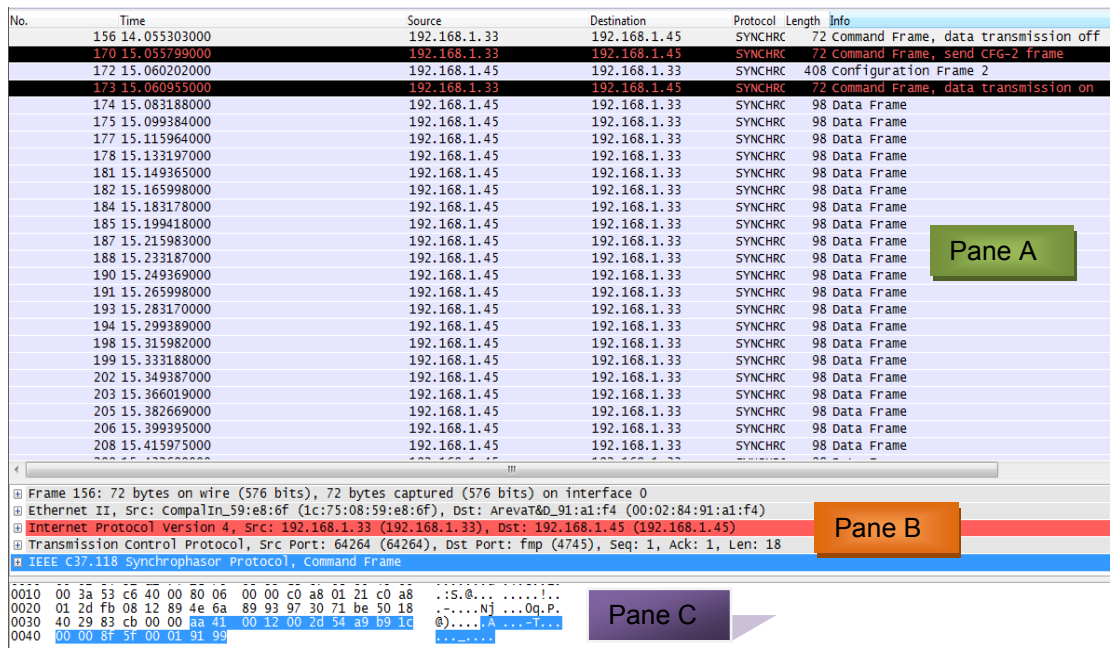 No. Time Source Destination Protocol Length Info
156 14.055303000 192.168.1.33 192.168.1.45 SYNCHRC 72 Command Frame, data transmission off
170 15.055799000 192.168.1.33 192.168.1.45 SYNCHRC 72 Command Frame, send CFG-2 frame
172 15.060202000 192.168.1.45 192.168.1.33 SYNCHRC 408 Configuration Frame 2
173 15.060955000 192.168.1.33 192.168.1.45 SYNCHRC 72 Command Frame, data transmission on
174 15.083188000 192.168.1.45 192.168.1.33 SYNCHRC 98 Data Frame
175 15.099384000 192.168.1.45 192.168.1.33 SYNCHRC 98 Data Frame
177 15.115964000 192.168.1.45 192.168.1.33 SYNCHRC 98 Data Frame
178 15.133197000 192.168.1.45 192.168.1.33 SYNCHRC 98 Data Frame
181 15.149365000 192.168.1.45 192.168.1.33 SYNCHRC 98 Data Frame
182 15.165998000 192.168.1.45 192.168.1.33 SYNCHRC 98 Data Frame
184 15.183178000 192.168.1.45 192.168.1.33 SYNCHRC 98 Data Frame
185 15.199418000 192.168.1.45 192.168.1.33 SYNCHRC 98 Data Frame
187 15.215983000 192.168.1.45 192.168.1.33 SYNCHRC 98 Data Frame
Pane A
188 15.233187000 192.168.1.45 192.168.1.33 SYNCHRC 98 Data Frame
190 15.249369000 192.168.1.45 192.168.1.33 SYNCHRC 98 Data Frame
191 15.265998000 192.168.1.45 192.168.1.33 SYNCHRC 98 Data Frame
193 15.283170000 192.168.1.45 192.168.1.33 SYNCHRC 98 Data Frame
194 15.299389000 192.168.1.45 192.168.1.33 SYNCHRC 98 Data Frame
198 15.315982000 192.168.1.45 192.168.1.33 SYNCHRC 98 Data Frame
199 15.333188000 192.168.1.45 192.168.1.33 SYNCHRC 98 Data Frame
202 15.349387000 192.168.1.45 192.168.1.33 SYNCHRC 98 Data Frame
203 15.366019000 192.168.1.45 192.168.1.33 SYNCHRC 98 Data Frame
205 15.382669000 192.168.1.45 192.168.1.33 SYNCHRC 98 Data Frame
206 15.399395000 192.168.1.45 192.168.1.33 SYNCHRC 98 Data Frame
208 15.415975000 192.168.1.45 192.168.1.33 SYNCHRC 98 Data Frame
Frame 156: 72 bytes on wire (576 bits), 72 bytes captured (576 bits) on interface 0
Ethernet II, Src: CompalIn_59:e8:6f (1c:75:08:59:e8:6f), Dst: ArevaT&D_91:a1:f4 (00:02:84:91:a1:f4)
Internet Protocol Version 4, Src: 192.168.1.33 (192.168.1.33), Dst: 192.168.1.45 (192.168.1.45)
Pane B
Transmission Control Protocol, Src Port: 64264 (64264), Dst Port: fmp (4745), Seq: 1, Ack: 1, Len: 18
IEEE C37.118 Synchrophasor Protocol, Command Frame
0010 00 3a 53 c6 40 00 80 06 00 00 c0 a8 01 21 c0 a8 .:S.@... .....!..
0020 01 2d fb 08 12 89 4e 6a 89 93 97 30 71 be 50 18 .-....Nj ...0q.P.
0030 40 29 83 cb 00 00 aa 41 00 12 00 2d 54 a9 b9 1c @).....A ...-T...
0040 00 00 8f 5f 00 01 91 99 ..._....
Pane C